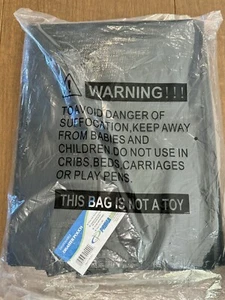 WARNING!!!
TO AVOID DANGER OF
SUFFOCATION,KEEP AWAY
FROM BABIES AND
CHILDREN DO NOT USE IN
CRIBS,BEDS,CARRIAGES
OR PLAY PENS.
THIS BAG IS NOT A TOY